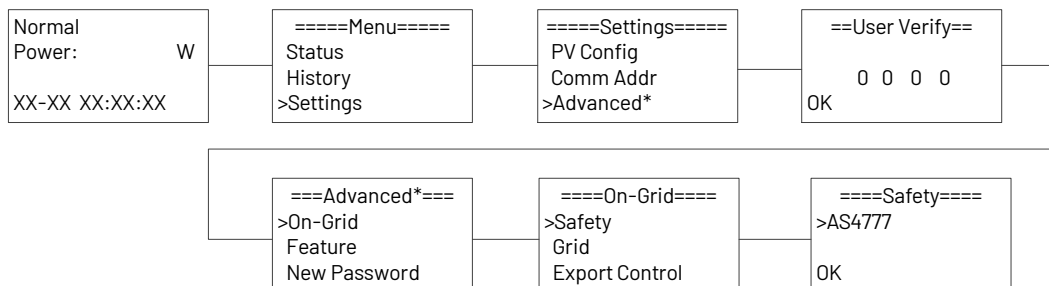 Normal
Power: W
XX-XX XX:XX:XX
=====Menu=====
Status
History
>Settings
=====Settings=====
PV Config
Comm Addr
>Advanced*
==User Verify==
0 0 0 0
OK
===Advanced*===
>On-Grid
Feature
New Password
====On-Grid====
>Safety
Grid
Export Control
====Safety====
>AS4777
OK